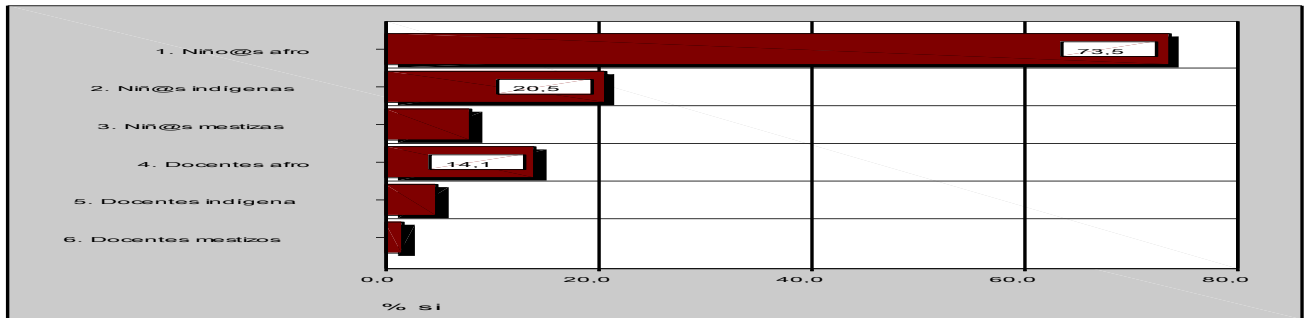 1. Niño@s afro
73,5
2. Niñ@s indígenas
20,5
3. Niñ@s mestizas
4. Docentes afro
14,1
5. Docentes indígena
6. Docentes mestizos
0,0 20,0 40,0 60,0 80,0
% si